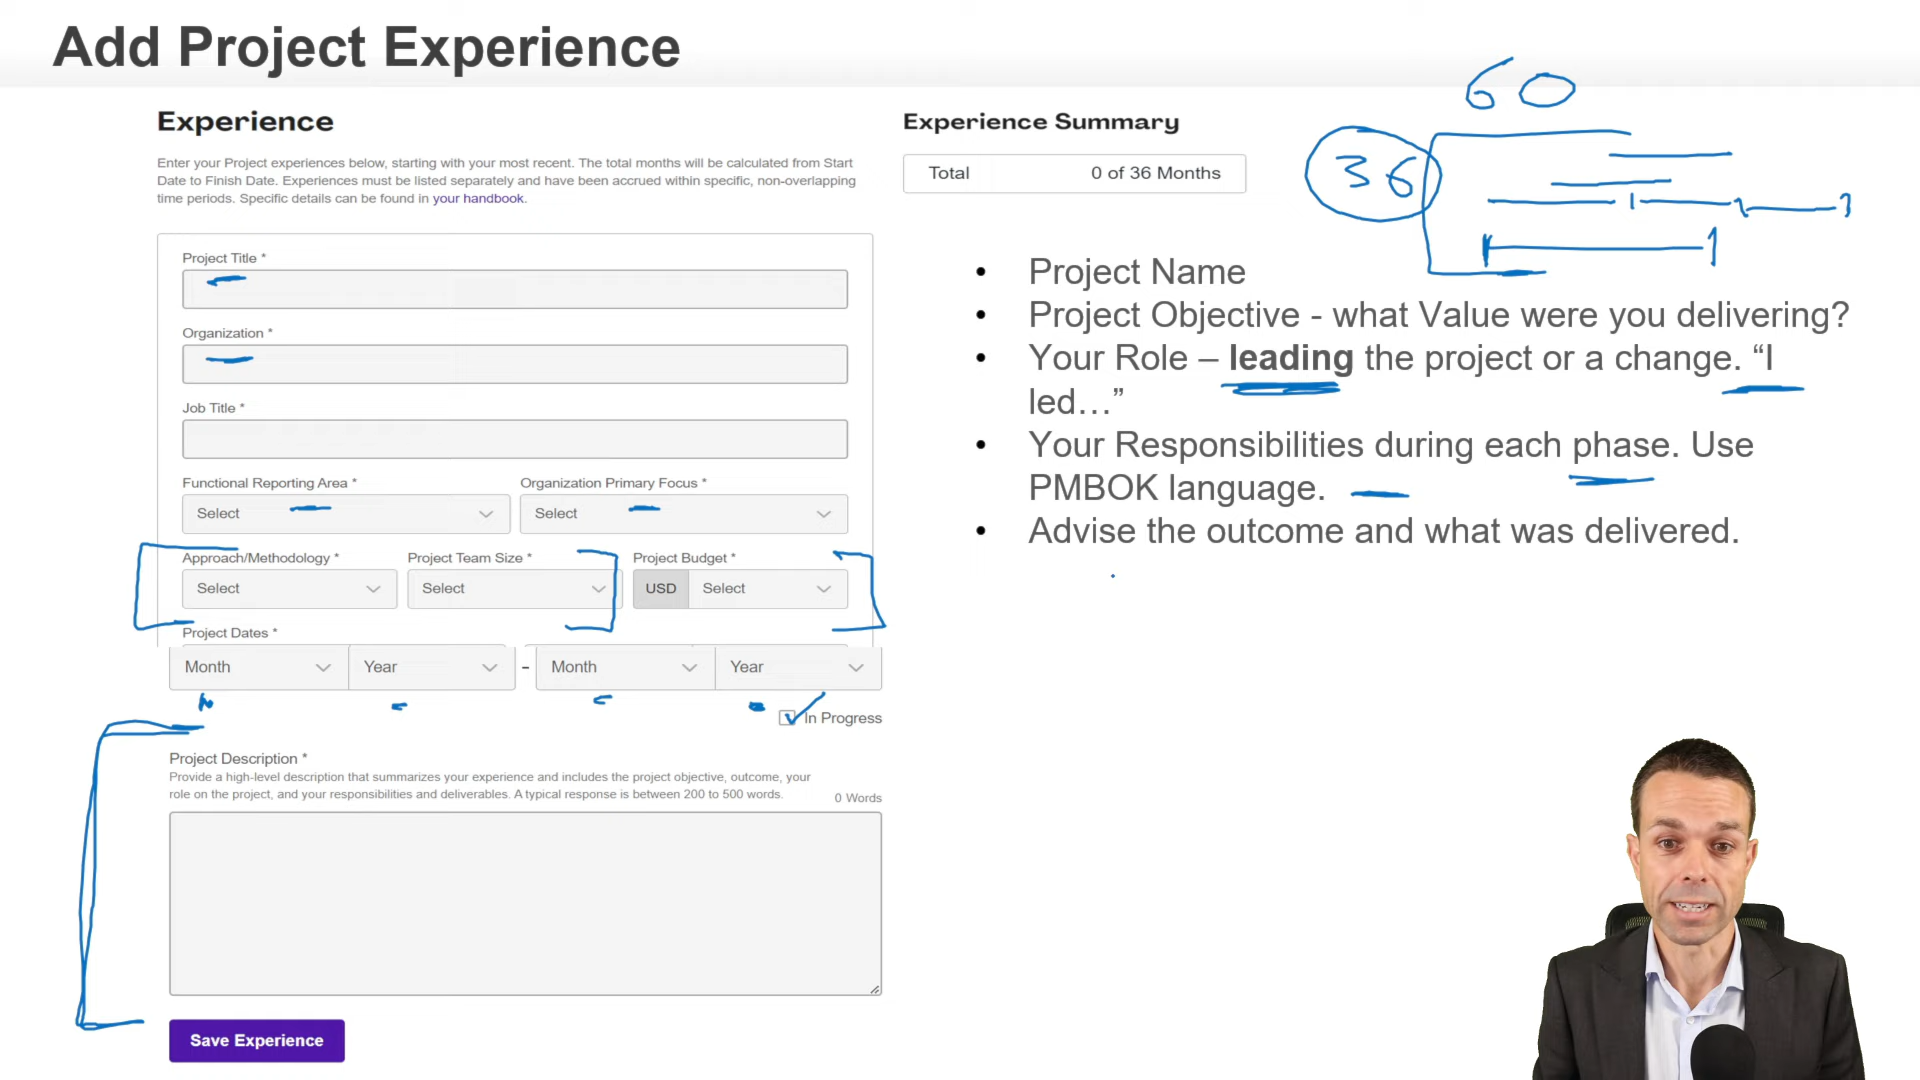 Add Project Experience
Experience
Enter your Project experiences below, starting with your most recent. The total months will be calculated from Start
Date to Finish Date. Experiences must be listed separately and have been accrued within specific, non-overlapping
time periods. Specific details can be found in your handbook.
Project Title *
Organization *
Job Title *
Functional Reporting Area * Organization Primary Focus *
Select Select
Approach/Methodology * Project Team Size * Project Budget *
Select Select USD Select
Project Dates *
Month Year - Month Year
In Progress
Project Description *
Provide a high-level description that summarizes your experience and includes the project objective, outcome, your
role on the project, and your responsibilities and deliverables. A typical response is between 200 to 500 words.
0 Words
Save Experience
Experience Summary
Total 0 of 36 Months
60
36
1 2 3
• Project Name
• Project Objective - what Value were you delivering?
• Your Role – leading the project or a change. “I
led…”
• Your Responsibilities during each phase. Use
PMBOK language.
• Advise the outcome and what was delivered.